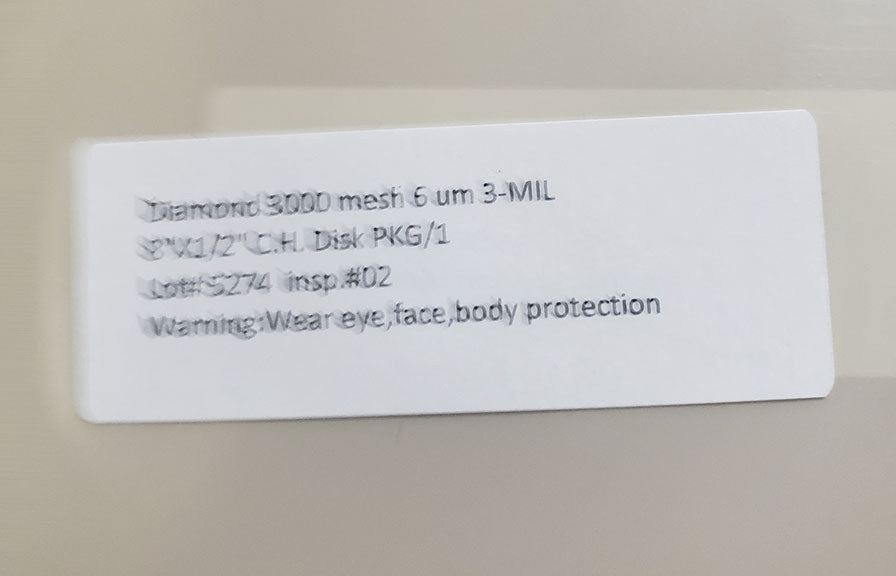 Diamond 3000 mesh 6 um 3-MIL
8"X1/2" C.H. Disk PKG/1
Lot# 5274 insp.#02
Warning:Wear eye,face,body protection